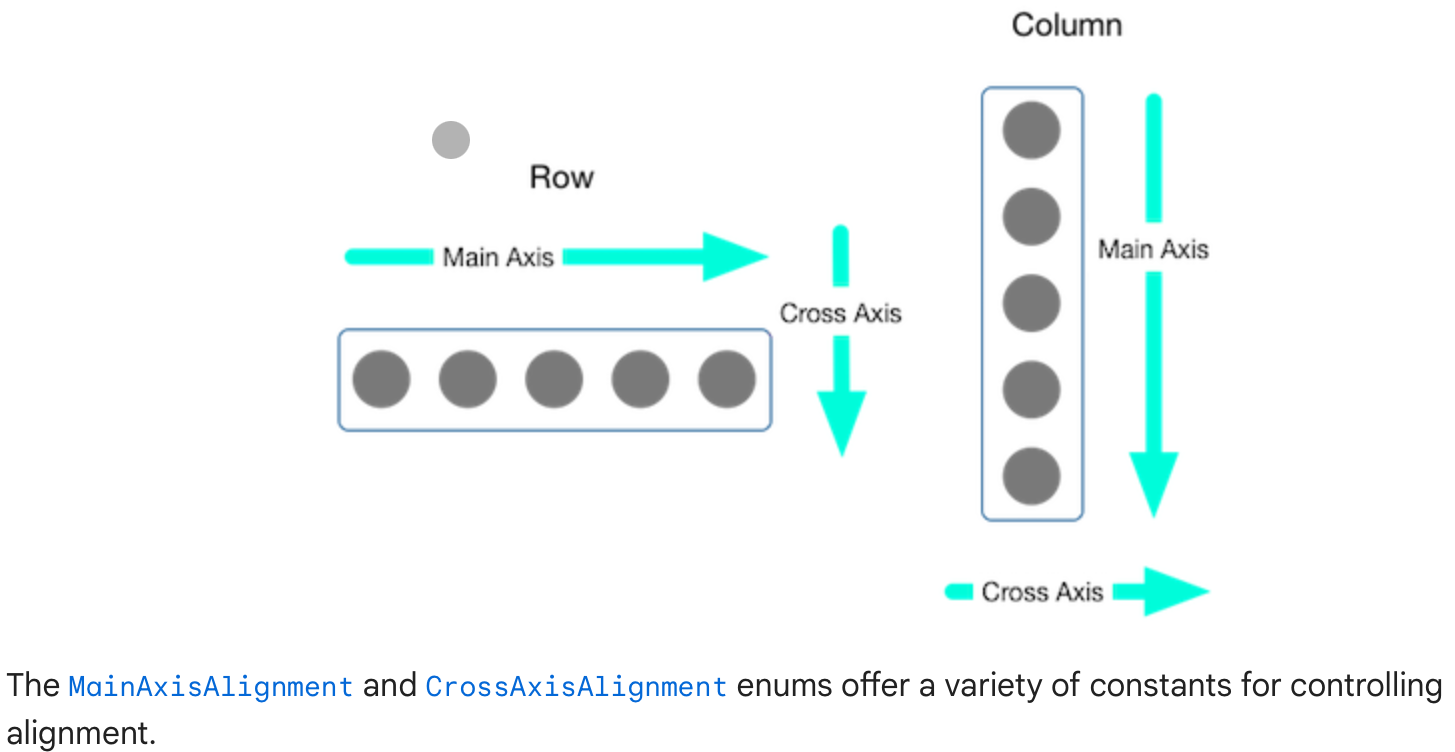 Column
Row
Main Axis
Cross Axis
Main Axis
Cross Axis
The MainAxisAlignment and CrossAxisAlignment enums offer a variety of constants for controlling
alignment.